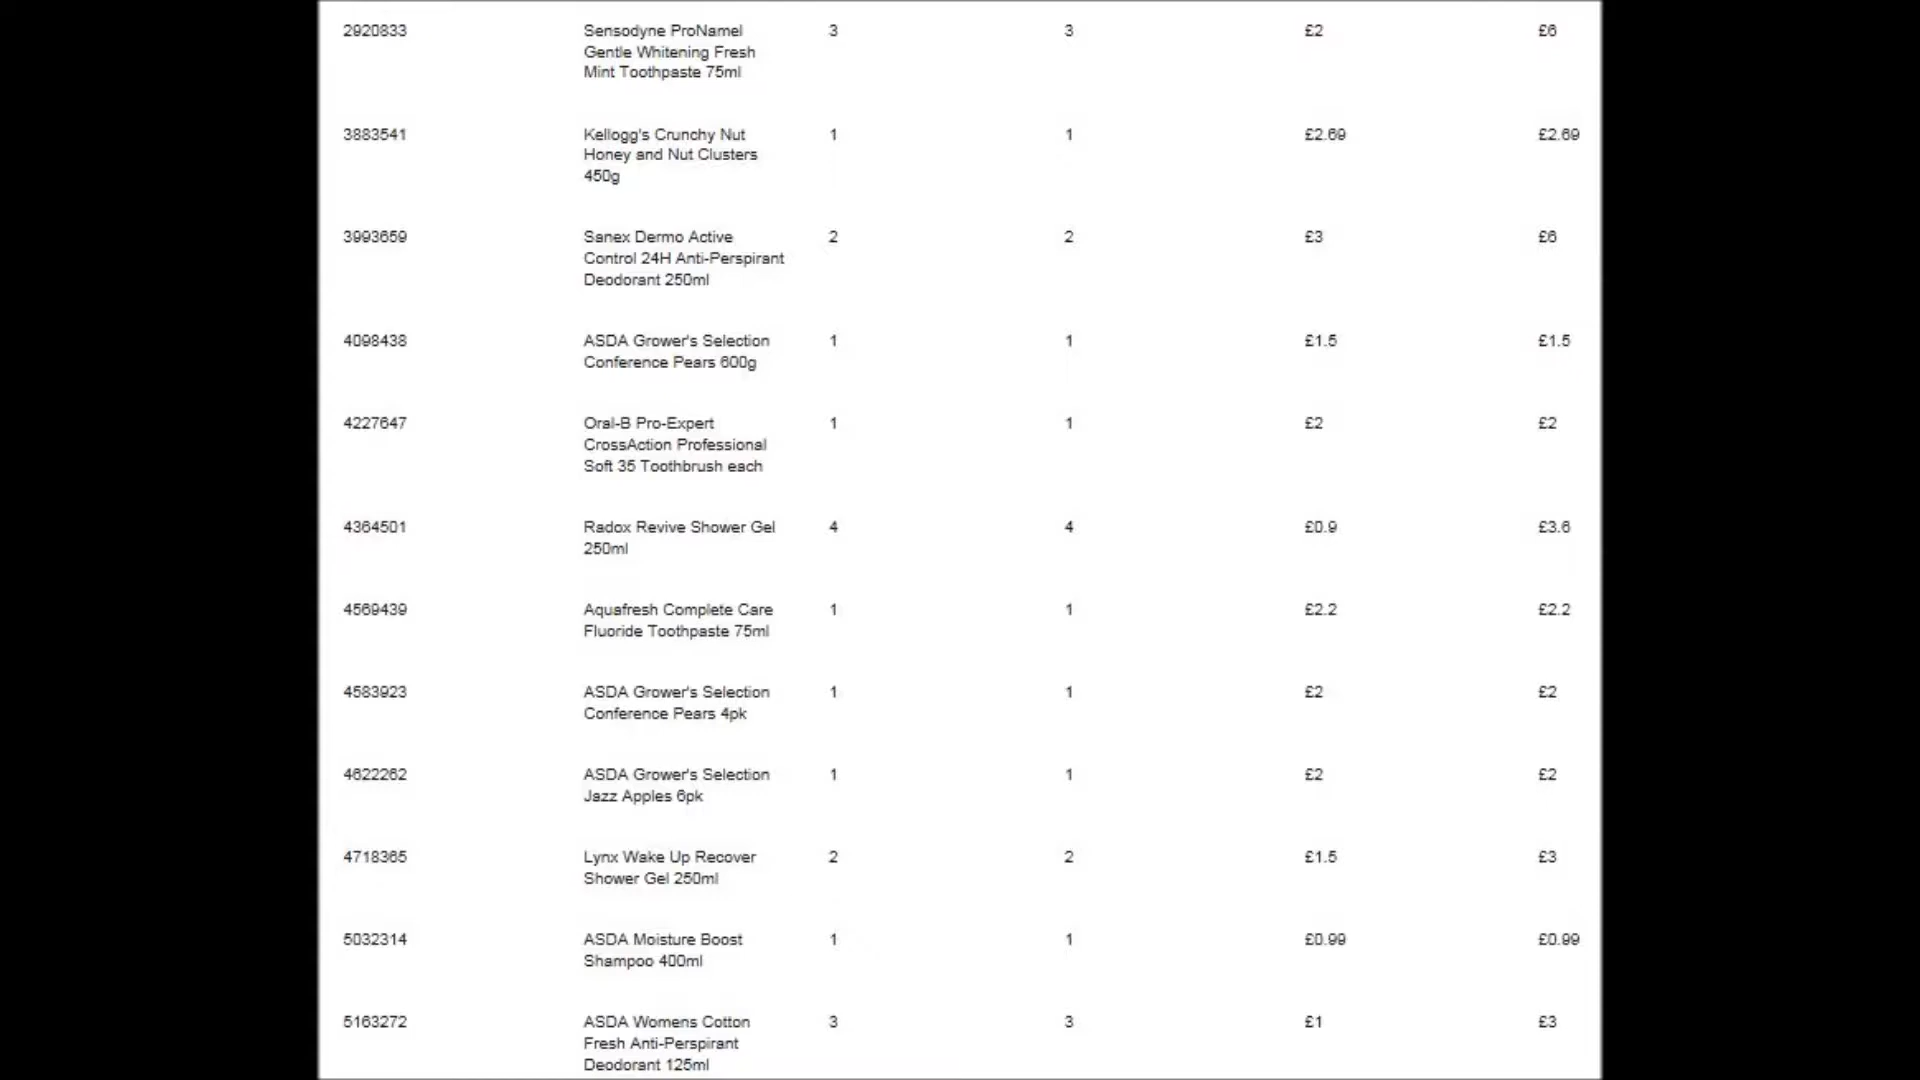 2920833 Sensodyne ProNamel 3 3 £2 £6
Gentle Whitening Fresh
Mint Toothpaste 75ml
3883541 Kellogg's Crunchy Nut 1 1 £2.69 £2.69
Honey and Nut Clusters
450g
3993659 Sanex Dermo Active 2 2 £3 £6
Control 24H Anti-Perspirant
Deodorant 250ml
4098438 ASDA Grower's Selection 1 1 £1.5 £1.5
Conference Pears 600g
4227647 Oral-B Pro-Expert 1 1 £2 £2
CrossAction Professional
Soft 35 Toothbrush each
4364501 Radox Revive Shower Gel 4 4 £0.9 £3.6
250ml
4569439 Aquafresh Complete Care 1 1 £2.2 £2.2
Fluoride Toothpaste 75ml
4583923 ASDA Grower's Selection 1 1 £2 £2
Conference Pears 4pk
4622262 ASDA Grower's Selection 1 1 £2 £2
Jazz Apples 6pk
4718365 Lynx Wake Up Recover 2 2 £1.5 £3
Shower Gel 250ml
5032314 ASDA Moisture Boost 1 1 £0.99 £0.99
Shampoo 400ml
5163272 ASDA Womens Cotton 3 3 £1 £3
Fresh Anti-Perspirant
Deodorant 125ml